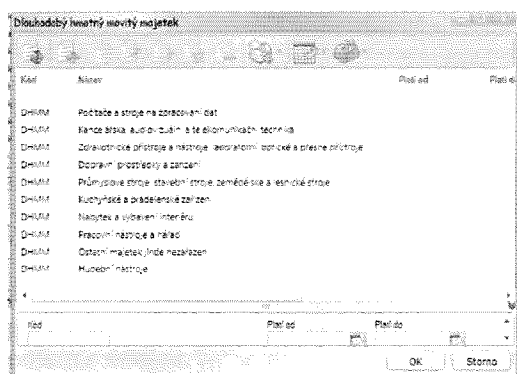 Dlouhodobý hmotný movitý majetek
Kód Název Platí od Platí d
DHMM Počítače a stroje na zpracování dat
DHMM Kancelářská, audiovizuální a telekomunikační technika
DHMM Zdravotnické přístroje a nástroje, laboratorní, optické a přesné přístroje
DHMM Dopravní prostředky a zařízení
DHMM Průmyslové stroje, stavební stroje, zemědělské a lesnické stroje
DHMM Kuchyňské a prádelenské zařízení
DHMM Nábytek a vybavení interiéru
DHMM Pracovní nástroje a nářadí
DHMM Ostatní majetek jinde nezařazen
DHMM Hudební nástroje
Kód Platí od Platí do
OK Storno